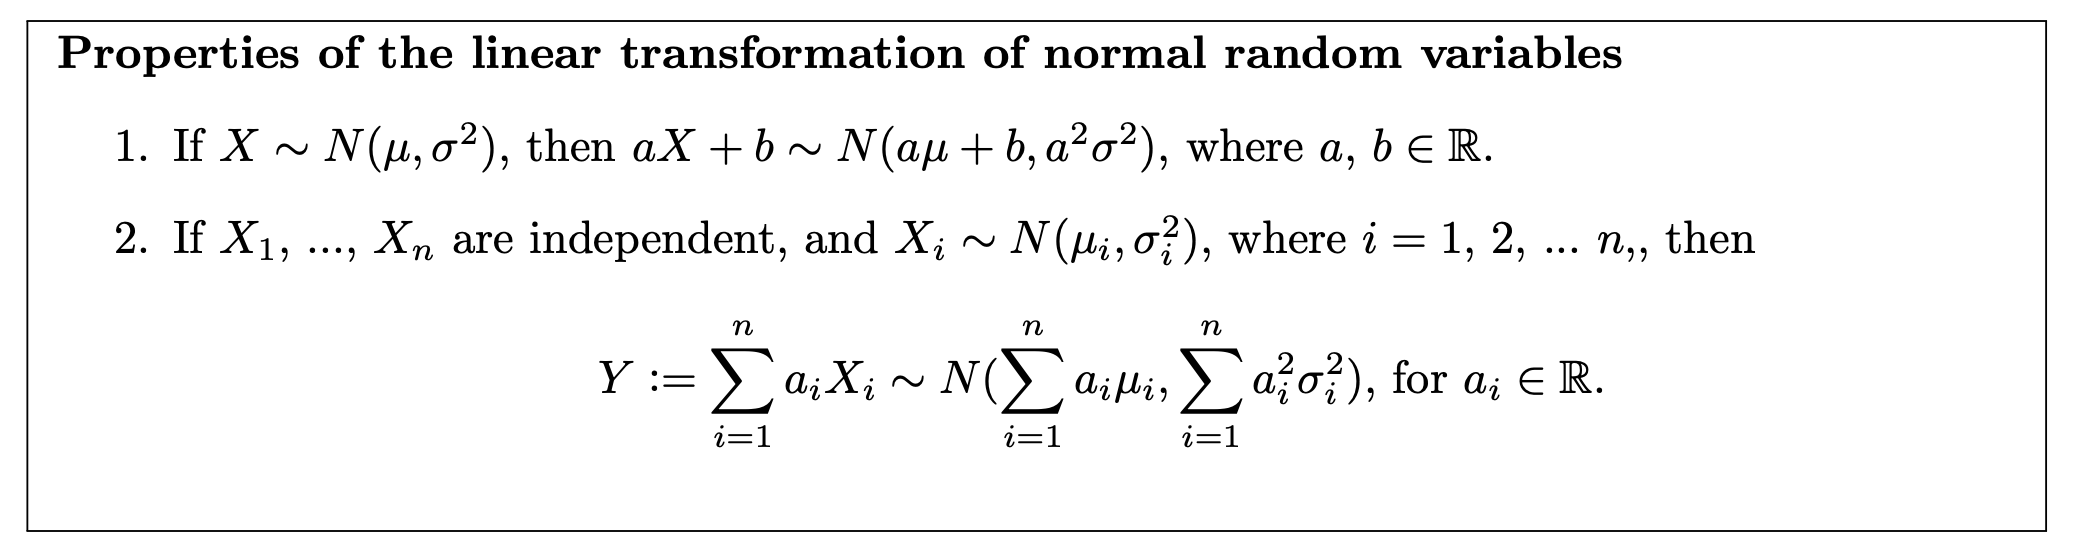 Properties of the linear transformation of normal random variables
1. If X ∼ N(μ, σ²), then aX + b ∼ N(aμ + b, a²σ²), where a, b ∈ ℝ.
2. If X₁, ..., Xₙ are independent, and Xᵢ ∼ N(μᵢ, σᵢ²), where i = 1, 2, ... n,, then
Y := ∑ᵢ₌₁ⁿ aᵢXᵢ ∼ N(∑ᵢ₌₁ⁿ aᵢμᵢ, ∑ᵢ₌₁ⁿ aᵢ²σᵢ²), for aᵢ ∈ ℝ.